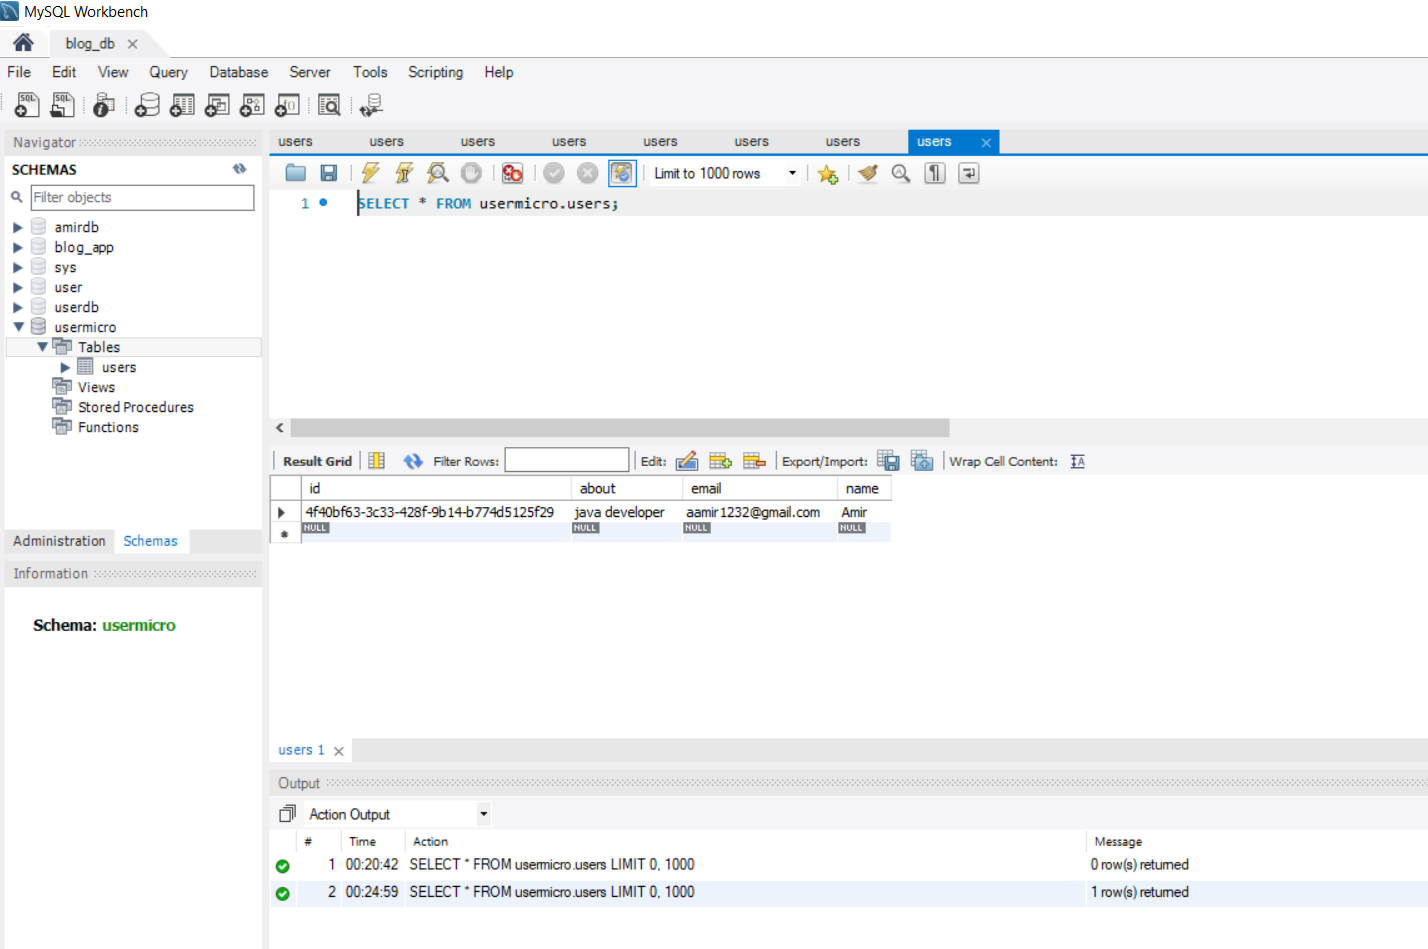 MySQL Workbench
blog_db
File Edit View Query Database Server Tools Scripting Help
SQL SQL
Navigator
SCHEMAS
Filter objects
amirdb
blog_app
sys
user
userdb
usermicro
Tables
users
Views
Stored Procedures
Functions
Administration Schemas
Information
Schema: usermicro
users users users users users users users users
Limit to 1000 rows
1 SELECT * FROM usermicro.users;
Result Grid Filter Rows: Edit: Export/Import: Wrap Cell Content:
id about email name
4f40bf63-3c33-428f-9b14-b774d5125f29 java developer aamir1232@gmail.com Amir
NULL NULL NULL NULL
users 1
Output
Action Output
# Time Action Message
1 00:20:42 SELECT * FROM usermicro.users LIMIT 0, 1000 0 row(s) returned
2 00:24:59 SELECT * FROM usermicro.users LIMIT 0, 1000 1 row(s) returned